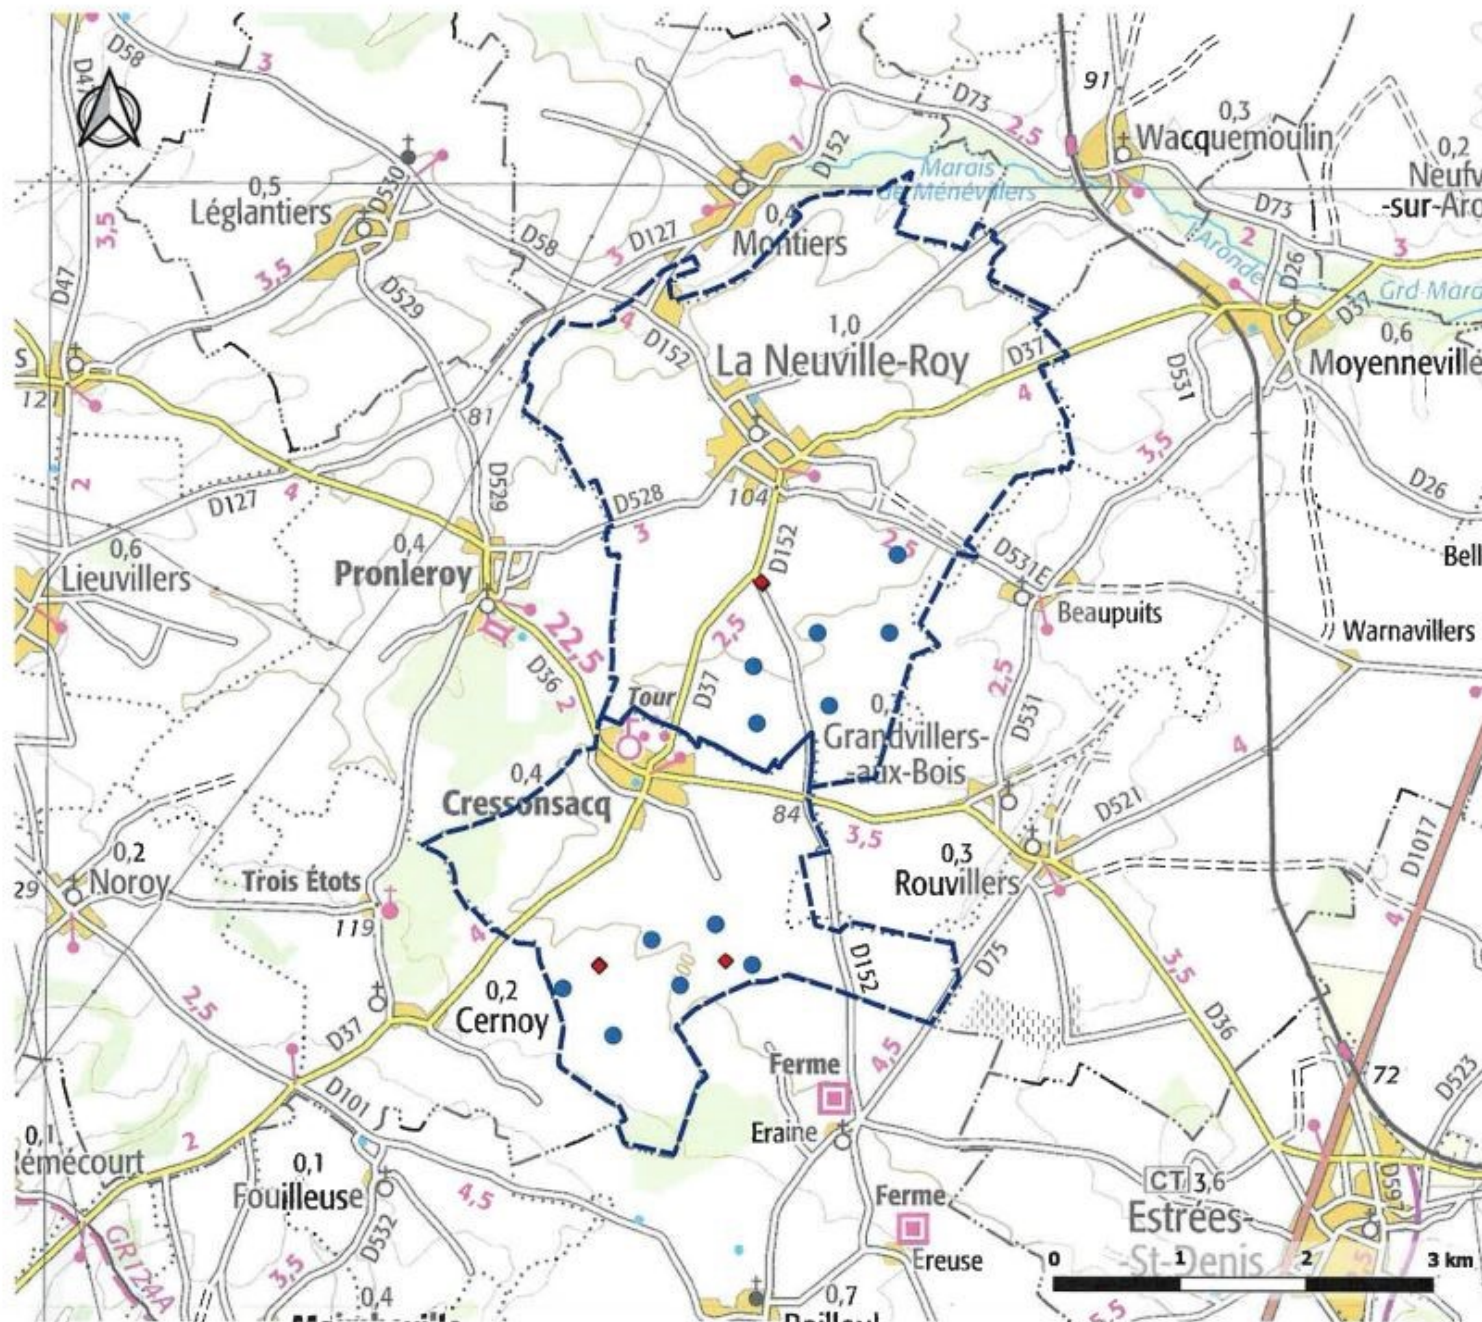 D58
3
D47
91
D73
2,5
0,3
Wacquemoulin
0,2
D152
1
Marais
de Ménévillers
0,5
Léglantiers
D530
3,5
3,5
D58
3
D127
0,4
Montiers
D73
2
Aronde
3
D26
D37
0,6
Moyenneville
D47
D529
4
D152
1,0
La Neuville-Roy
D37
4
D531
S
121
81
3,5
2
D127
4
D529
D528
3
104
D26
0,6
Lieuvillers
0,4
Pronleroy
D152
2,5
D531E
Beaupuits
Warnavillers
22,5
D36
2
Tour
D37
2,5
2,5
D531
Grandvillers-
-aux-Bois
0,4
Cressonsacq
84
3,5
4
D521
D1017
0,2
Noroy
29
Trois Étots
119
0,3
Rouvillers
4
4
0,2
Cernoy
D152
D75
3,5
D36
2,5
D37
D101
2
4,5
Ferme
Eraine
72
D523
0,1
0,1
Fouilleuse
4,5
D532
3,5
GR124A
0,4
Ferme
Ereuse
CT 3,6
Estrées-
-St-Denis
D597
0 1 2 3 km
0,7
5,5